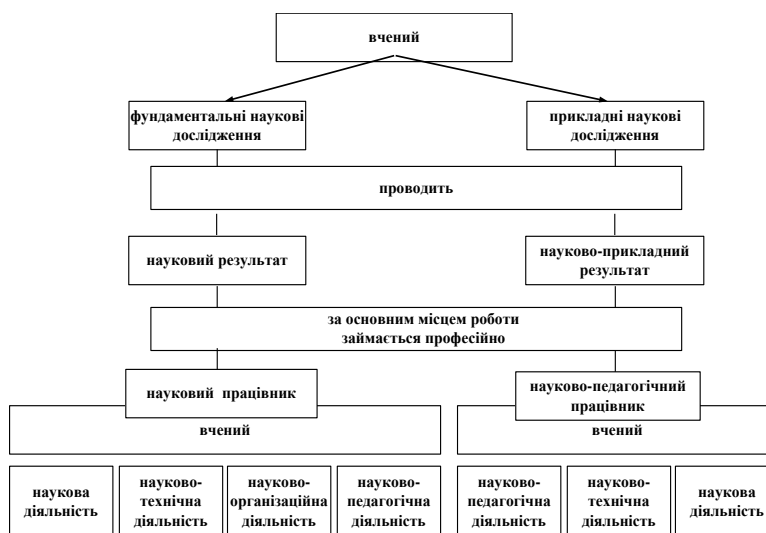 вчений
фундаментальні наукові
дослідження
прикладні наукові
дослідження
проводить
науковий результат
науково-прикладний
результат
за основним місцем роботи
займається професійно
науковий працівник
науково-педагогічний
працівник
вчений
вчений
наукова
діяльність
науково-
технічна
діяльність
науково-
організаційна
діяльність
науково-
педагогічна
діяльність
науково-
педагогічна
діяльність
науково-
технічна
діяльність
наукова
діяльність